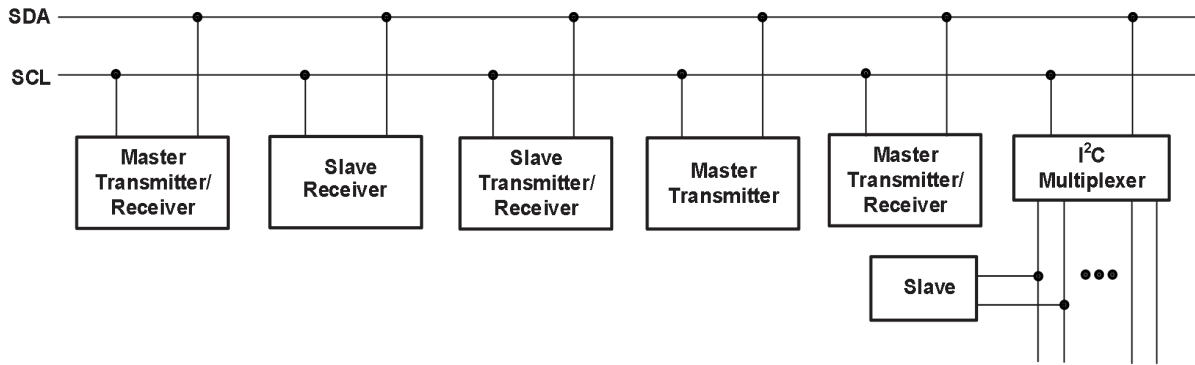 SDA
SCL
Master
Transmitter/
Receiver
Slave
Receiver
Slave
Transmitter/
Receiver
Master
Transmitter
Master
Transmitter/
Receiver
I²C
Multiplexer
Slave